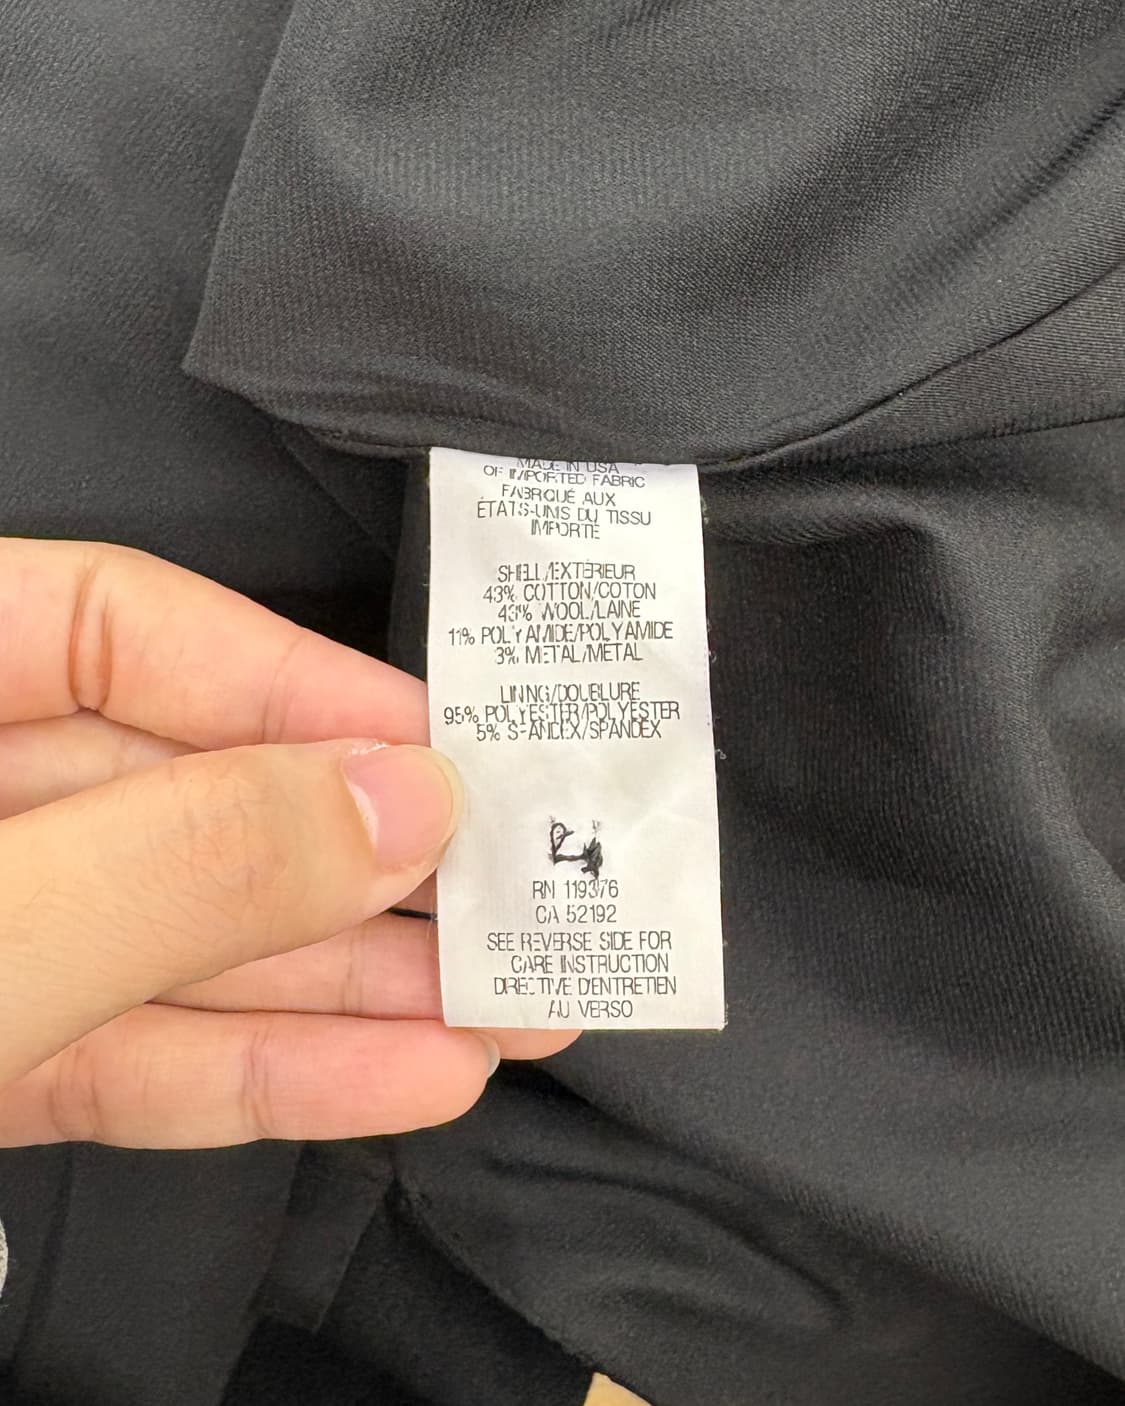 MADE IN USA
OF IMPORTED FABRIC
FABRIQUÉ AUX
ÉTATS-UNIS DU TISSU
IMPORTE
SHELL/EXTÉRIEUR
43% COTTON/COTON
43% WOOL/LAINE
11% POLYAMIDE/POLYAMIDE
3% METAL/METAL
LINING/DOUBLURE
95% POLYESTER/POLYESTER
5% SPANDEX/SPANDEX
RN 119376
CA 52192
SEE REVERSE SIDE FOR
CARE INSTRUCTION
DIRECTIVE D'ENTRETIEN
AU VERSO